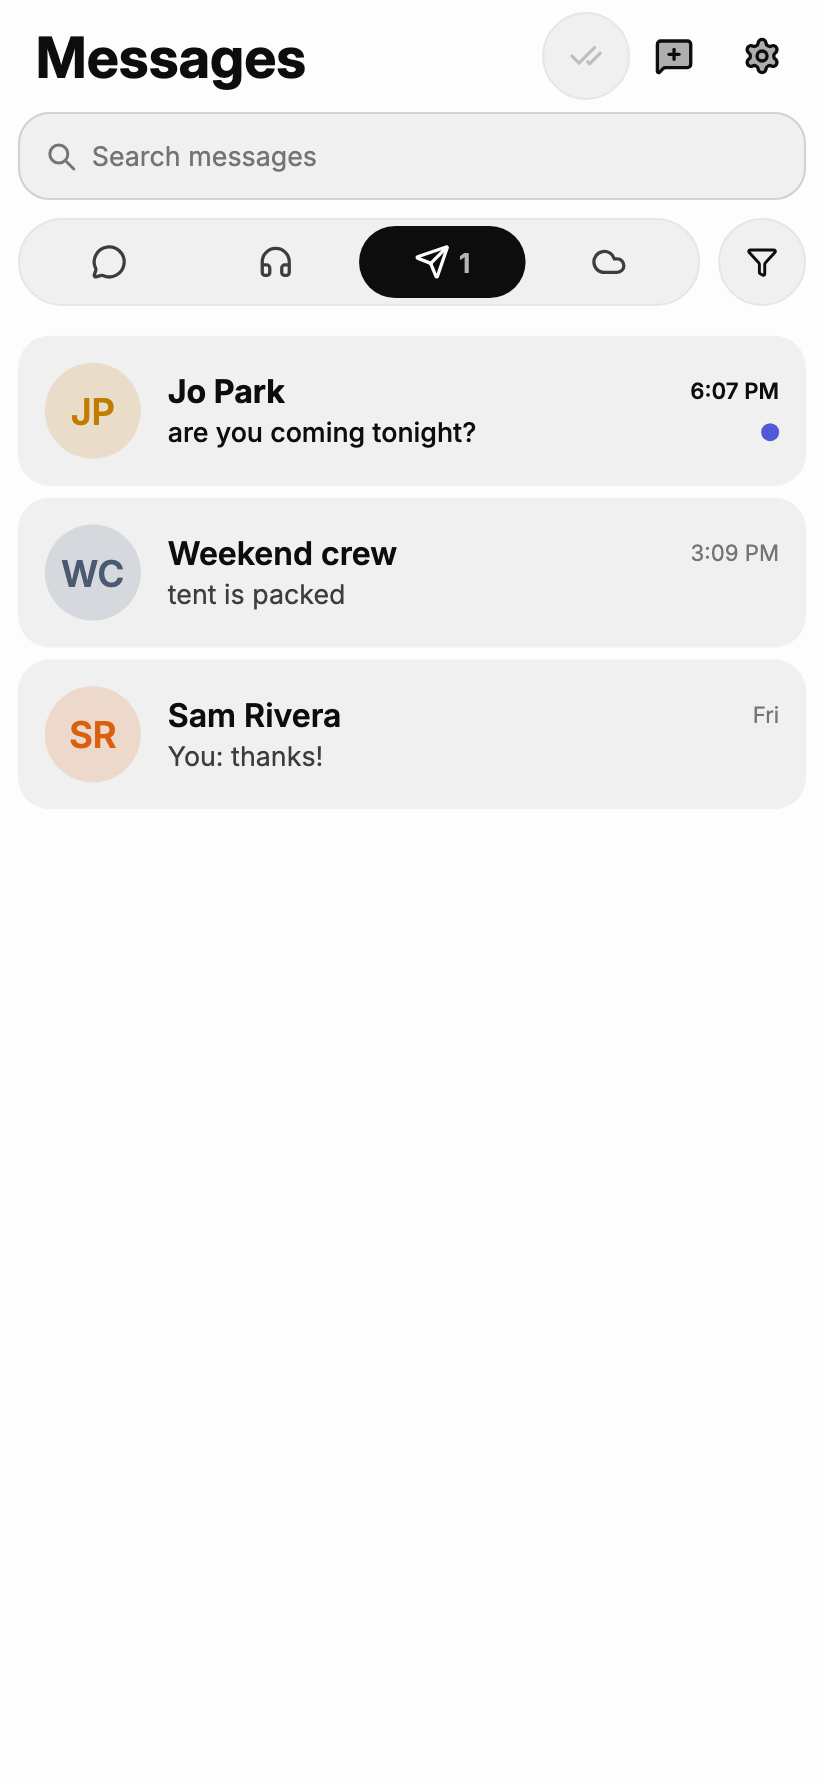 Messages
Search messages
1
JP
Jo Park
6:07 PM
are you coming tonight?
WC
Weekend crew
3:09 PM
tent is packed
SR
Sam Rivera
Fri
You: thanks!